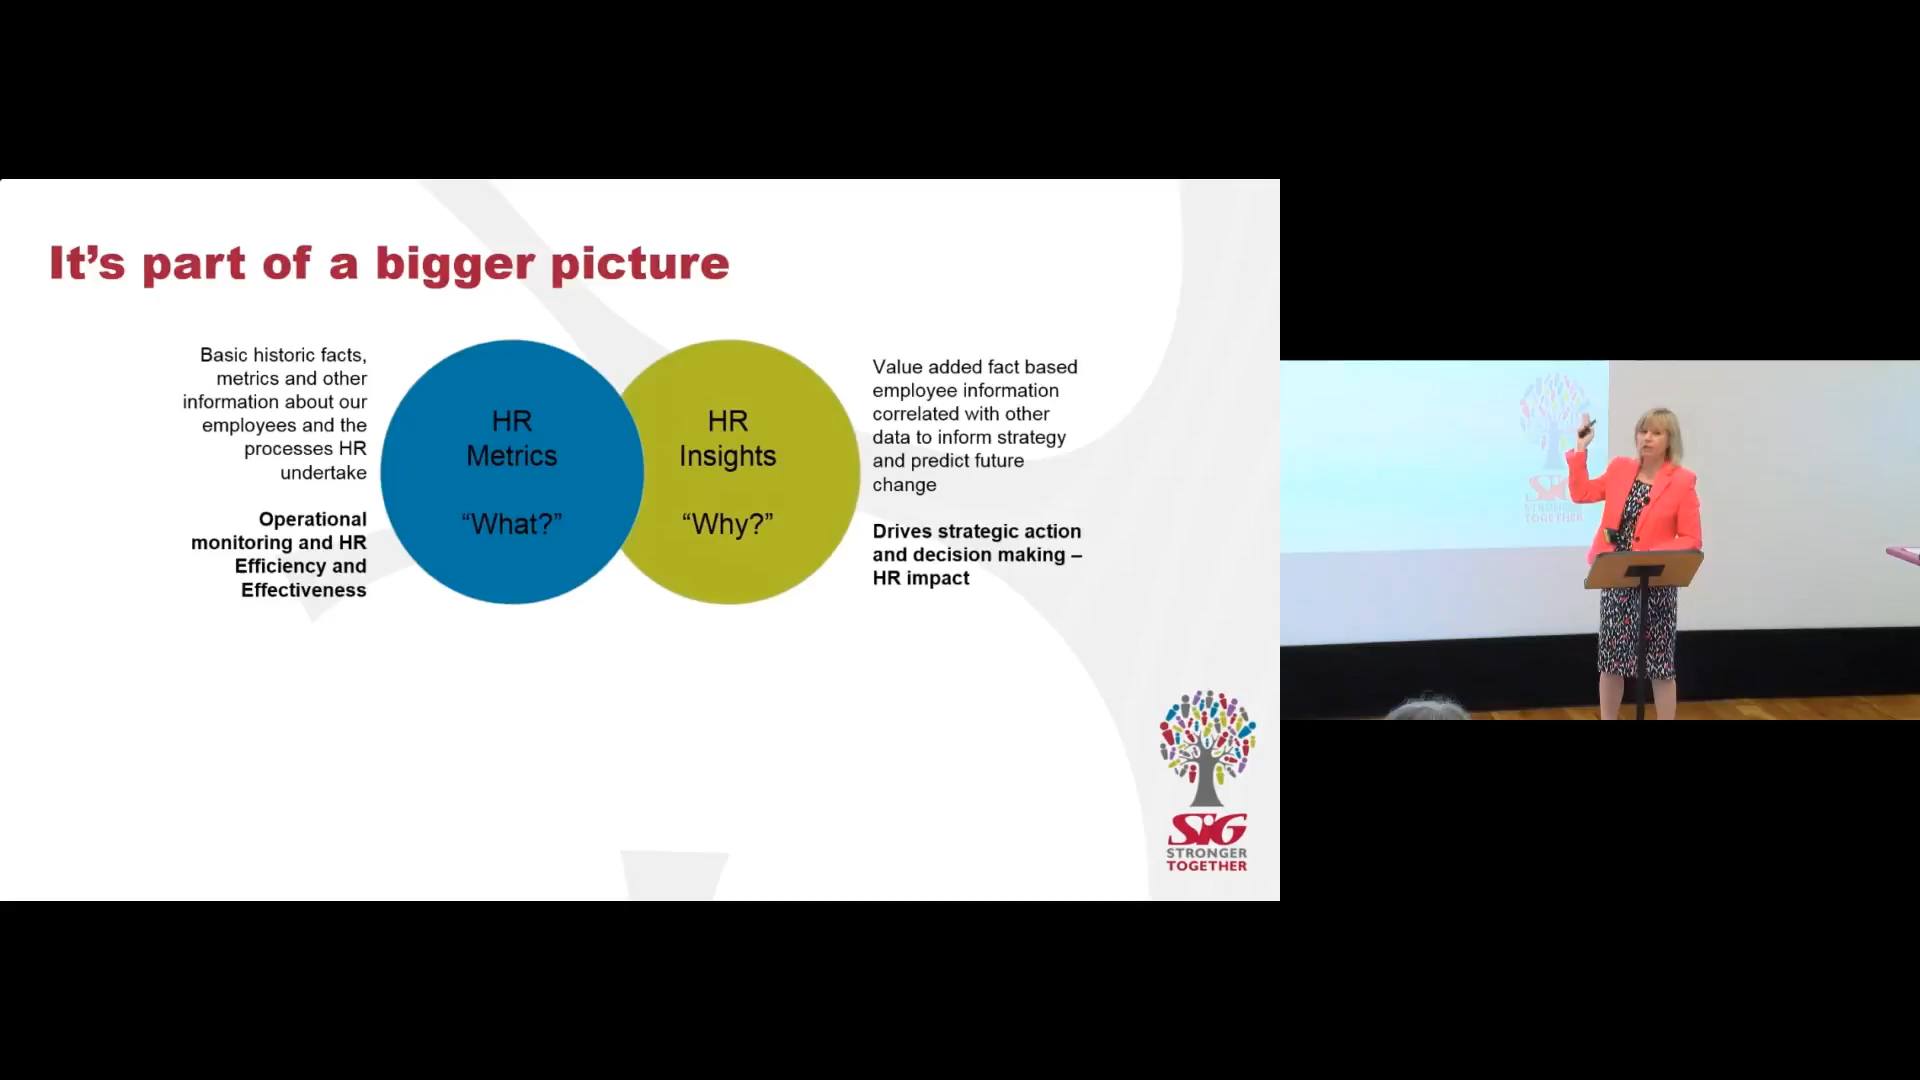 It’s part of a bigger picture
Basic historic facts,
metrics and other
information about our
employees and the
processes HR
undertake
Operational
monitoring and HR
Efficiency and
Effectiveness
HR
Metrics
“What?”
HR
Insights
“Why?”
Value added fact based
employee information
correlated with other
data to inform strategy
and predict future
change
Drives strategic action
and decision making –
HR impact
SiG
STRONGER
TOGETHER
SiG
STRONGER
TOGETHER